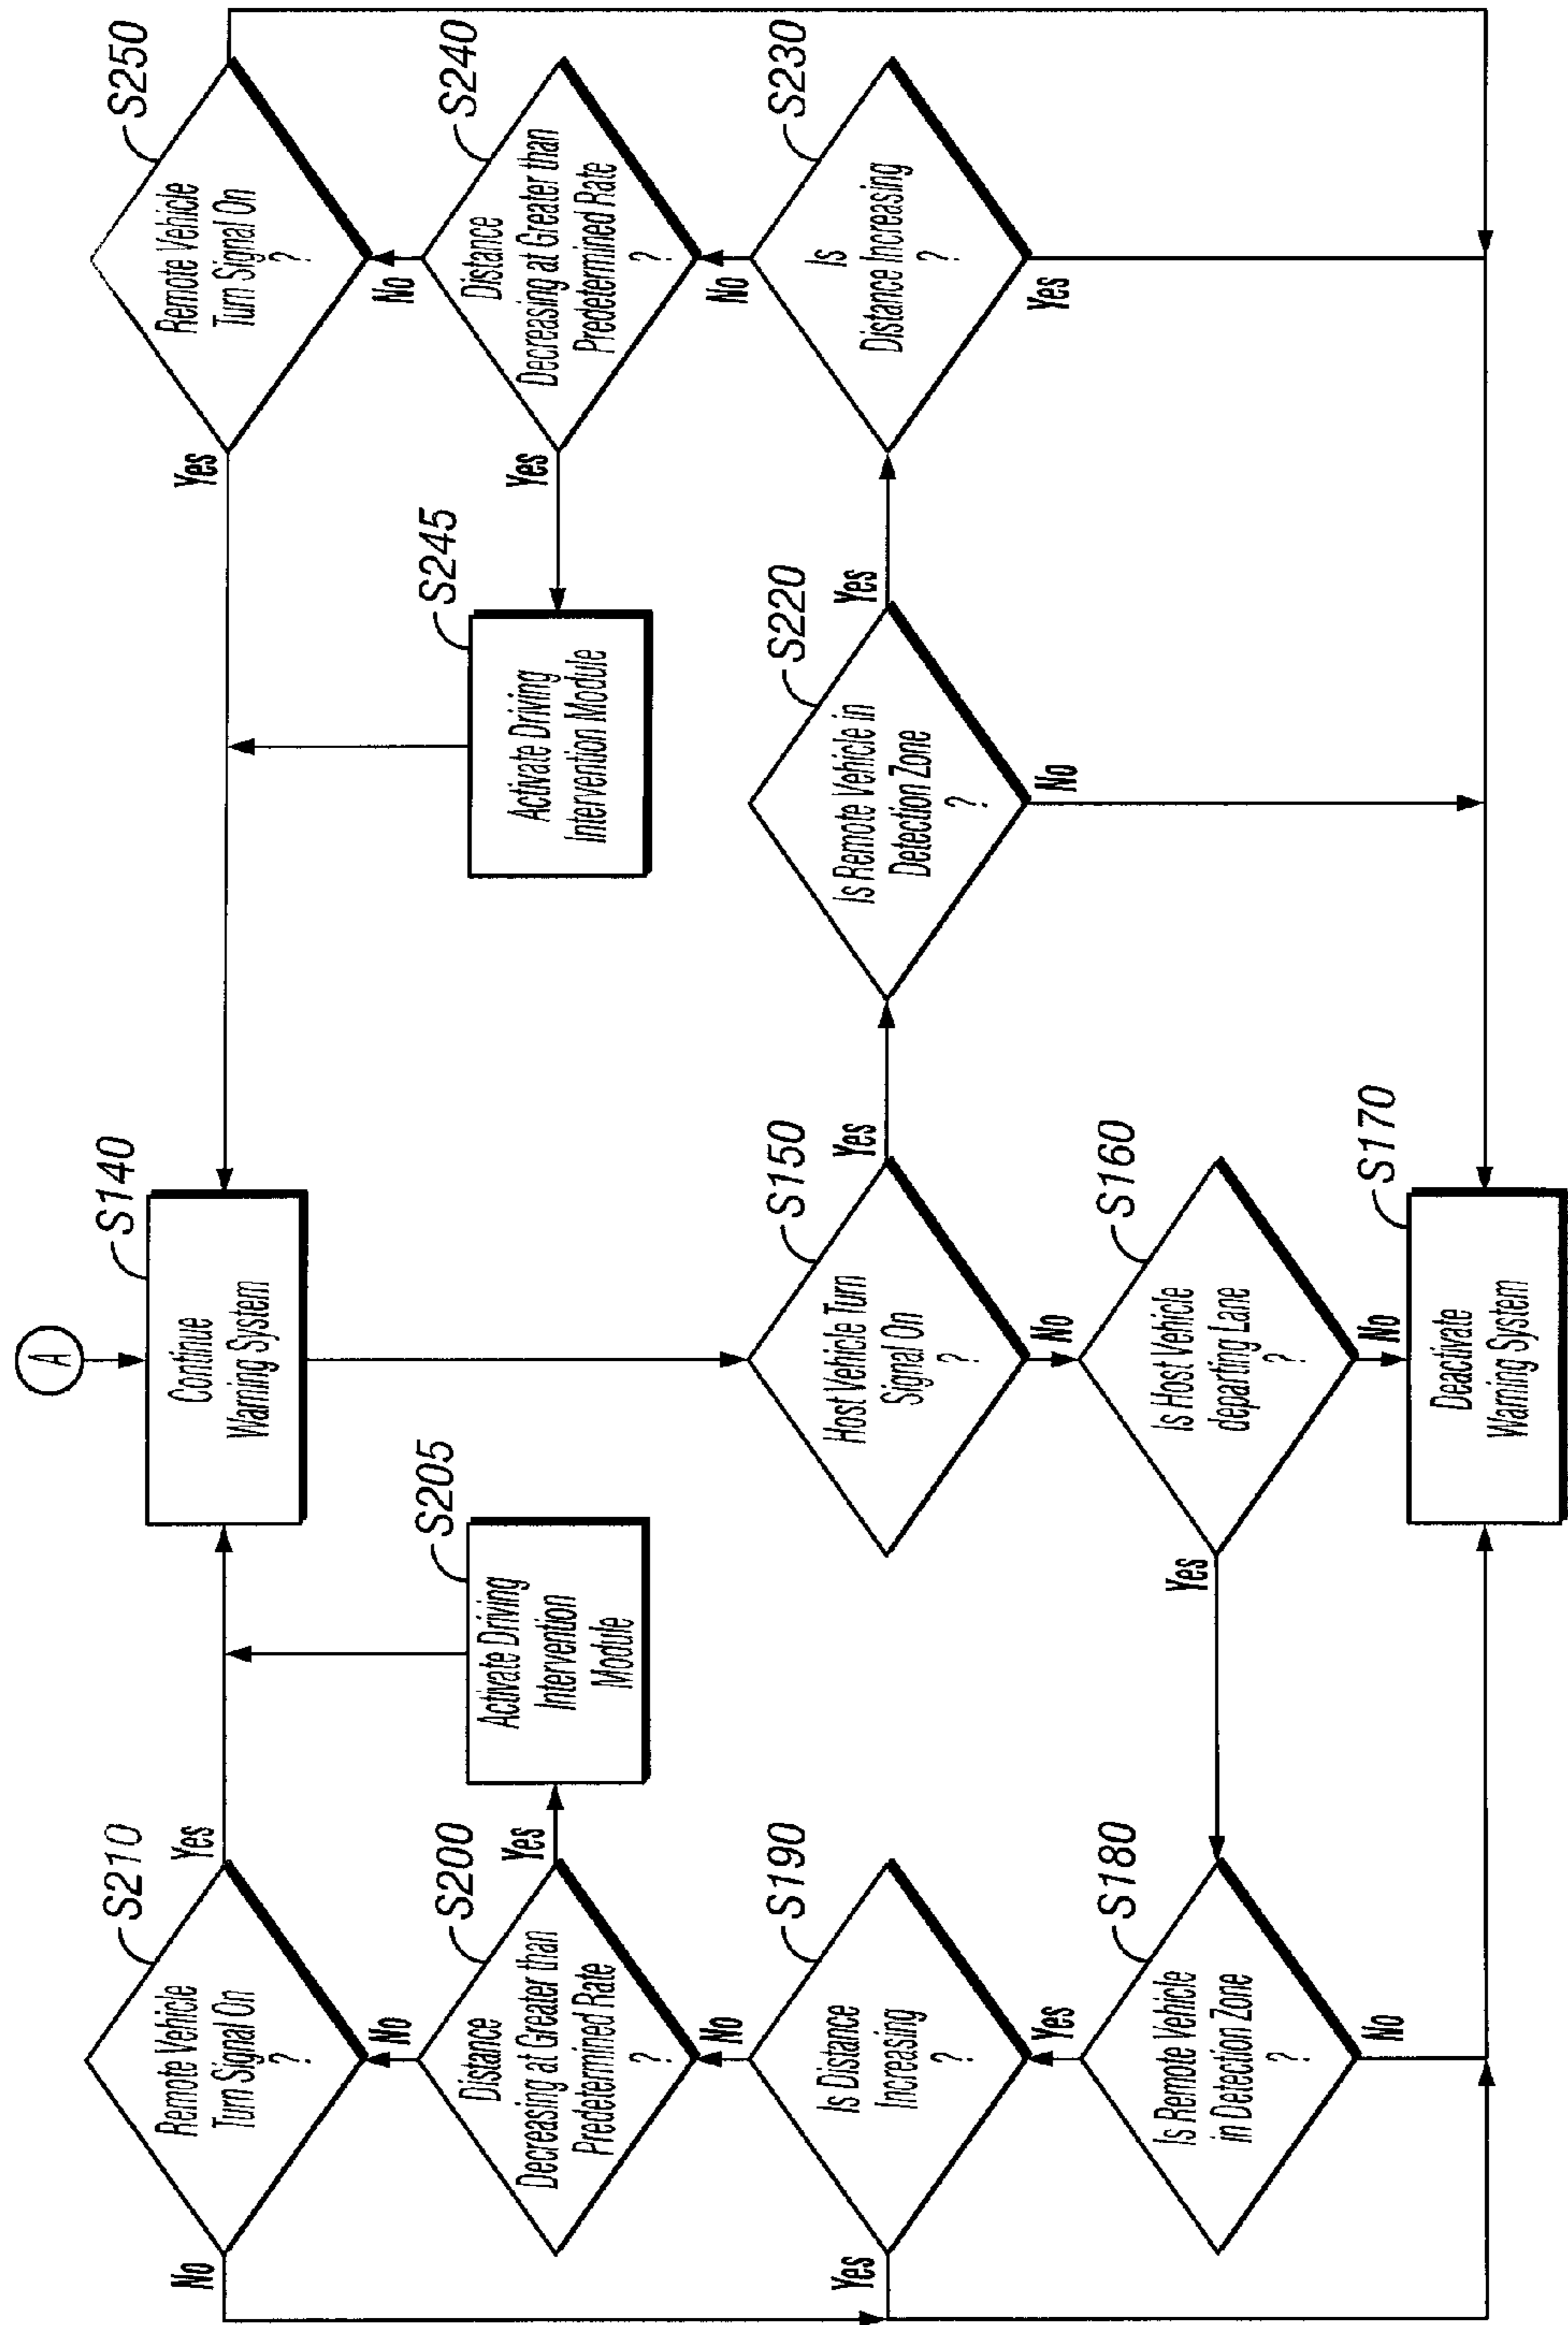 A
S140
Continue
Warning System
S210
Remote Vehicle
Turn Signal On
?
Yes
No
S250
Remote Vehicle
Turn Signal On
?
Yes
No
S200
Distance
Decreasing at Greater than
Predetermined Rate
?
Yes
No
S205
Activate Driving
Intervention
Module
S245
Activate Driving
Intervention Module
S240
Distance
Decreasing at Greater than
Predetermined Rate
?
Yes
No
S190
Is Distance
Increasing
?
Yes
Yes
S150
Host Vehicle Turn
Signal On
?
Yes
No
S220
Is Remote Vehicle in
Detection Zone
?
Yes
No
S230
Is
Distance Increasing
?
Yes
No
S180
Is Remote Vehicle
in Detection Zone
?
No
S160
Is Host Vehicle
departing Lane
?
Yes
No
S170
Deactivate
Warning System